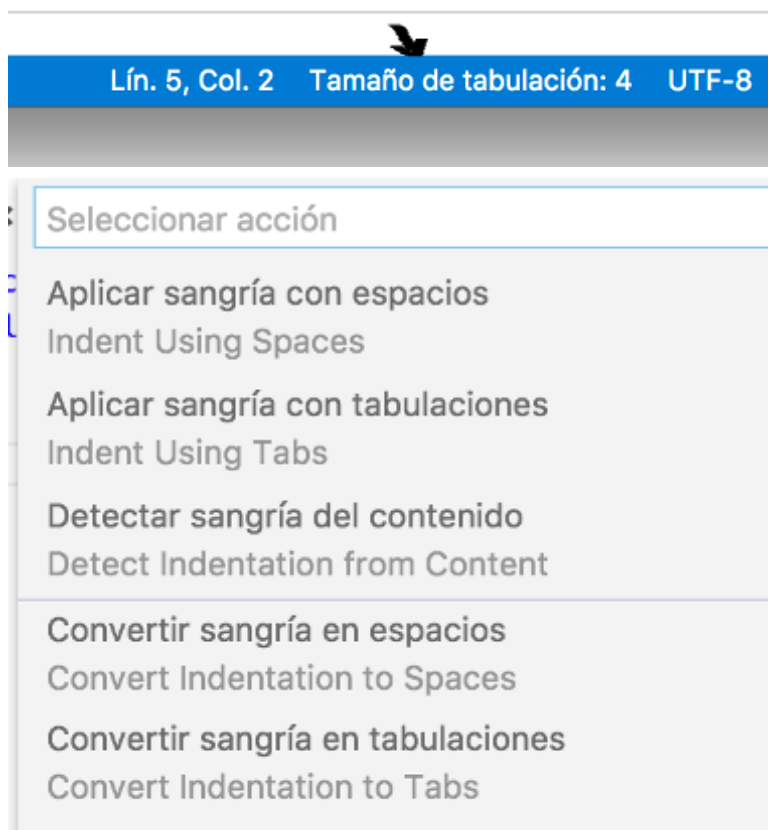 Lín. 5, Col. 2 Tamaño de tabulación: 4 UTF-8
Seleccionar acción
Aplicar sangría con espacios
Indent Using Spaces
Aplicar sangría con tabulaciones
Indent Using Tabs
Detectar sangría del contenido
Detect Indentation from Content
Convertir sangría en espacios
Convert Indentation to Spaces
Convertir sangría en tabulaciones
Convert Indentation to Tabs